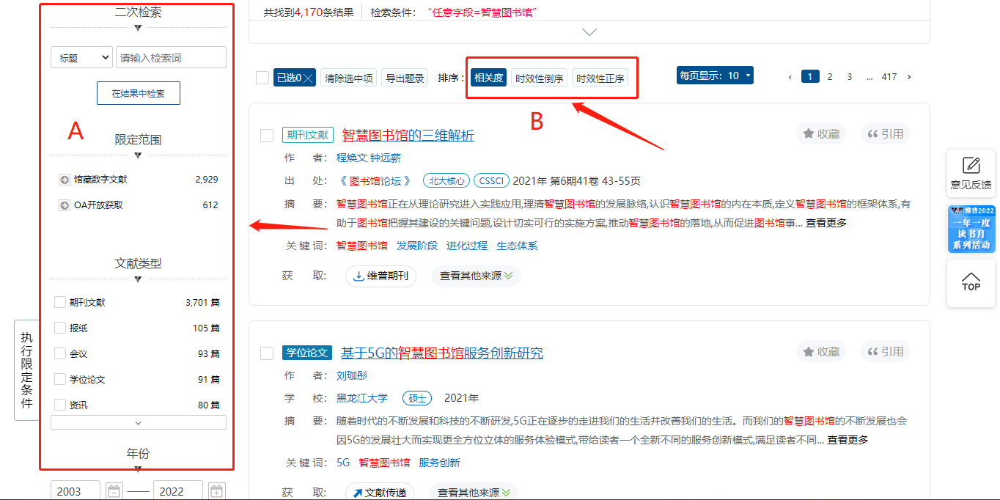 二次检索
标题 请输入检索词
在结果中检索
A
限定范围
馆藏数字文献 2,929
OA开放获取 612
文献类型
期刊文献 3,701 篇
报纸 105 篇
会议 93 篇
学位论文 91 篇
资讯 80 篇
年份
2003 2022
执行限定条件
共找到4,170条结果 检索条件: “任意字段=智慧图书馆”
已选0 清除选中项 导出题录 排序: 相关度 时效性倒序 时效性正序 每页显示: 10 ‹ 1 2 3 ... 417 ›
B
期刊文献 智慧图书馆的三维解析 收藏 引用
作 者: 程焕文 钟远薪
出 处: 《 图书馆论坛 》 北大核心 CSSCI 2021年 第6期41卷 43-55页
摘 要: 智慧图书馆正在从理论研究进入实践应用,理清智慧图书馆的发展脉络,认识智慧图书馆的内在本质,定义智慧图书馆的框架体系,有
助于图书馆把握其建设的关键问题,设计切实可行的实施方案,推动智慧图书馆的落地,从而促进图书馆事... 查看更多
关 键 词: 智慧图书馆 发展阶段 进化过程 生态体系
获 取: 维普期刊 查看其他来源
学位论文 基于5G的智慧图书馆服务创新研究 收藏 引用
作 者: 刘珈彤
学 校: 黑龙江大学 硕士 2021年
摘 要: 随着时代的不断发展和科技的不断研发,5G正在逐步的走进我们的生活并改善我们的生活。而我们的智慧图书馆的不断发展也会
因5G的发展壮大而实现更全方位立体的服务体验模式,带给读者一个全新不同的服务创新模式,满足读者不同... 查看更多
关 键 词: 5G 智慧图书馆 服务创新
获 取: 文献传递 查看其他来源
意见反馈
VIP 维普2022
一年一度
读书月
系列活动
TOP